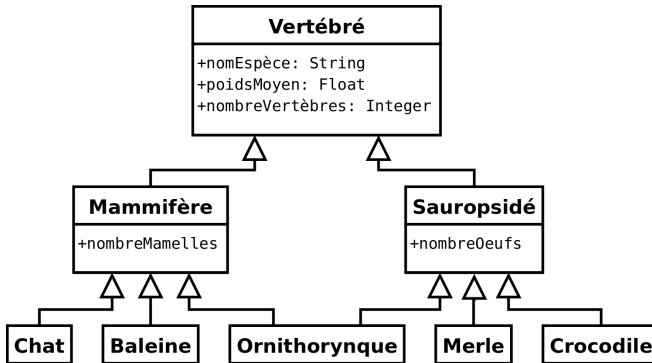 Vertébré
+nomEspèce: String
+poidsMoyen: Float
+nombreVertèbres: Integer
Mammifère
+nombreMamelles
Sauropsidé
+nombreOeufs
Chat
Baleine
Ornithorynque
Merle
Crocodile